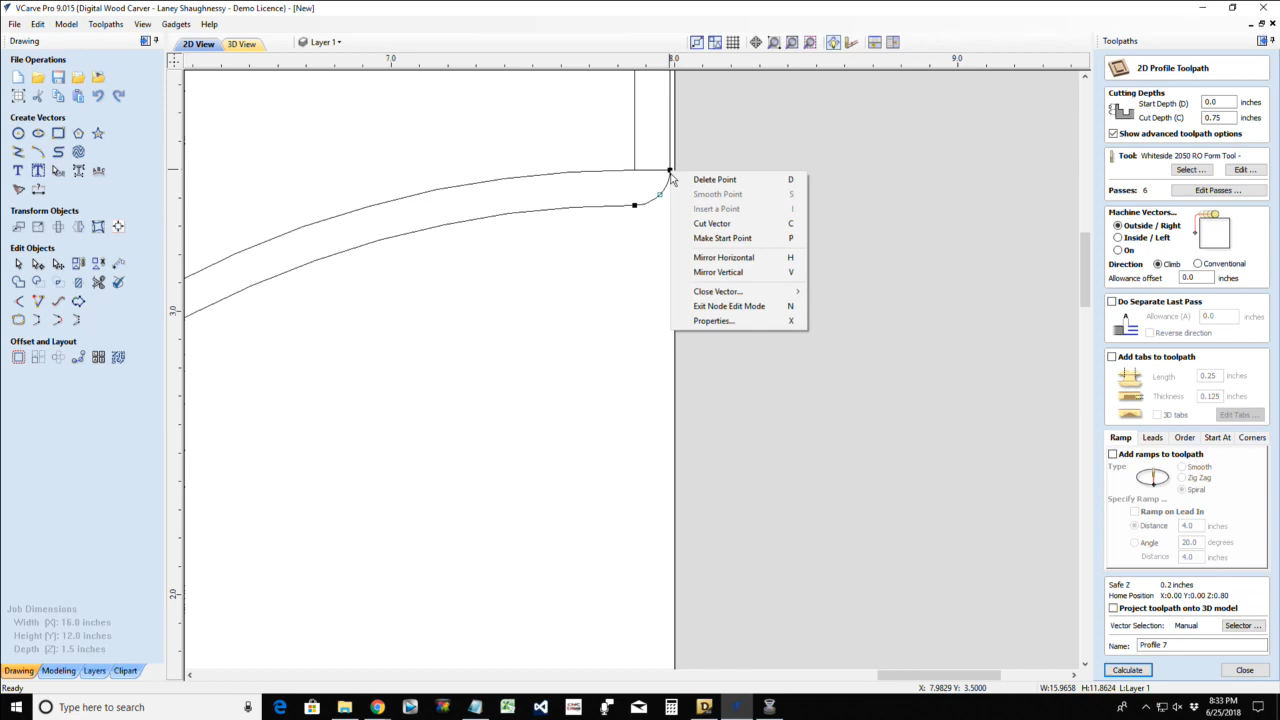 VCarve Pro 9.015 {Digital Wood Carver - Laney Shaughnessy - Demo Licence} - [New]
File Edit Model Toolpaths View Gadgets Help
Drawing
File Operations
Create Vectors
Transform Objects
Edit Objects
Offset and Layout
Job Dimensions
Width (X): 16.0 inches
Height (Y): 12.0 inches
Depth (Z): 1.5 inches
Drawing Modeling Layers Clipart
Ready
2D View 3D View Layer 1
7.0 8.0 9.0
3.0
2.0
Delete Point D
Smooth Point S
Insert a Point I
Cut Vector C
Make Start Point P
Mirror Horizontal H
Mirror Vertical V
Close Vector...
Exit Node Edit Mode N
Properties... X
Toolpaths
2D Profile Toolpath
Cutting Depths
Start Depth (D) 0.0 inches
Cut Depth (C) 0.75 inches
Show advanced toolpath options
Tool: Whiteside 2050 RO Form Tool -
Select ... Edit ...
Passes: 6 Edit Passes ...
Machine Vectors...
Outside / Right
Inside / Left
On
Direction Climb Conventional
Allowance offset 0.0 inches
Do Separate Last Pass
Allowance (A) 0.0 inches
Reverse direction
Add tabs to toolpath
Length 0.25 inches
Thickness 0.125 inches
3D tabs Edit Tabs ...
Ramp Leads Order Start At Corners
Add ramps to toolpath
Type Smooth
Zig Zag
Spiral
Specify Ramp ...
Ramp on Lead In
Distance 4.0 inches
Angle 20.0 degrees
Distance 4.0 inches
Safe Z 0.2 inches
Home Position X:0.00 Y:0.00 Z:0.80
Project toolpath onto 3D model
Vector Selection: Manual Selector ...
Name: Profile 7
Calculate Close
X: 7.9829 Y: 3.5000 W:15.9658 H:11.8624 L:Layer 1
Type here to search
8:33 PM
6/25/2018